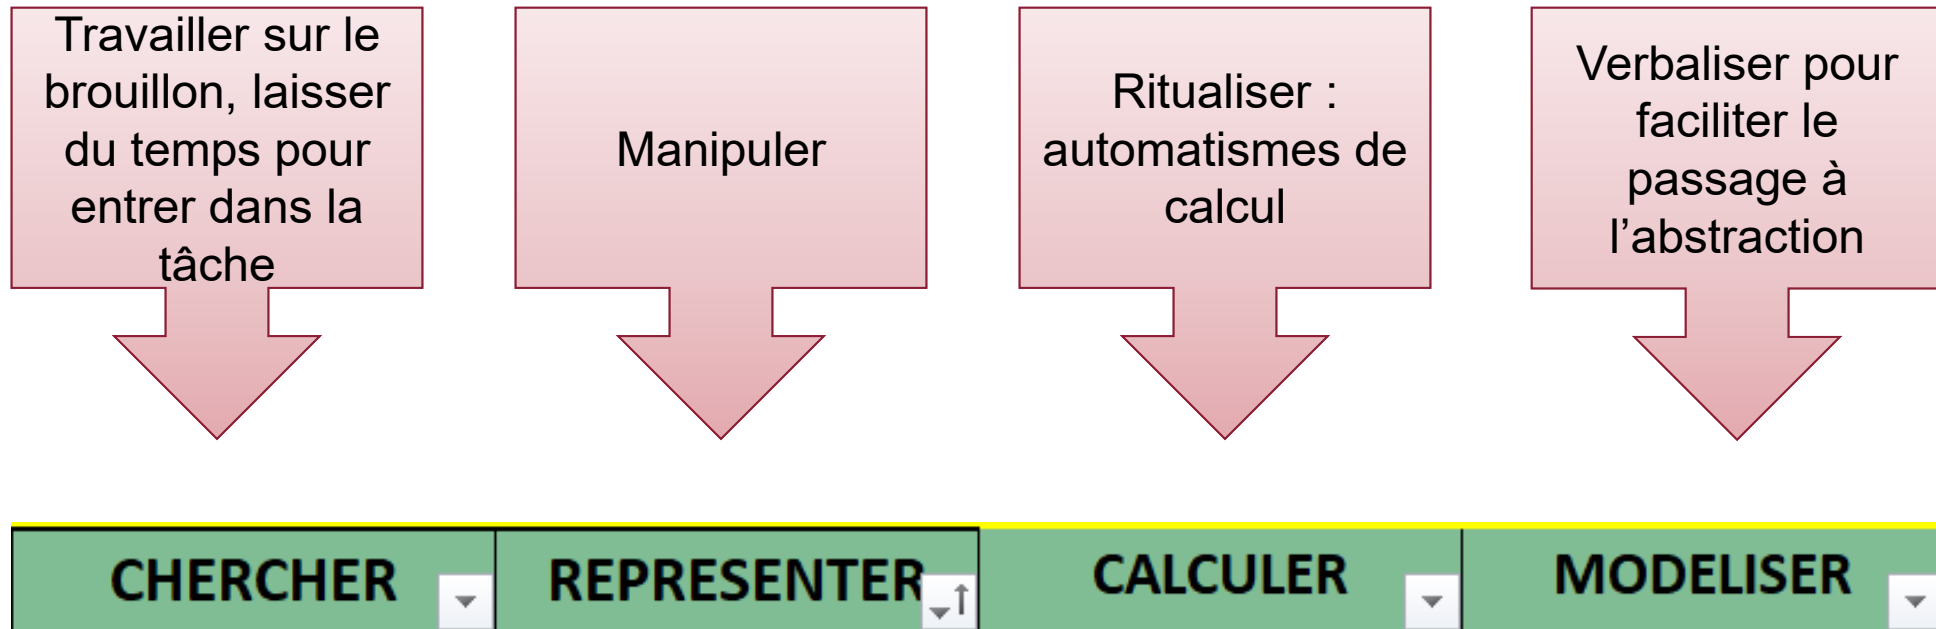 Travailler sur le
brouillon, laisser
du temps pour
entrer dans la
tâche
Manipuler
Ritualiser :
automatismes de
calcul
Verbaliser pour
faciliter le
passage à
l’abstraction
CHERCHER
REPRESENTER
CALCULER
MODELISER